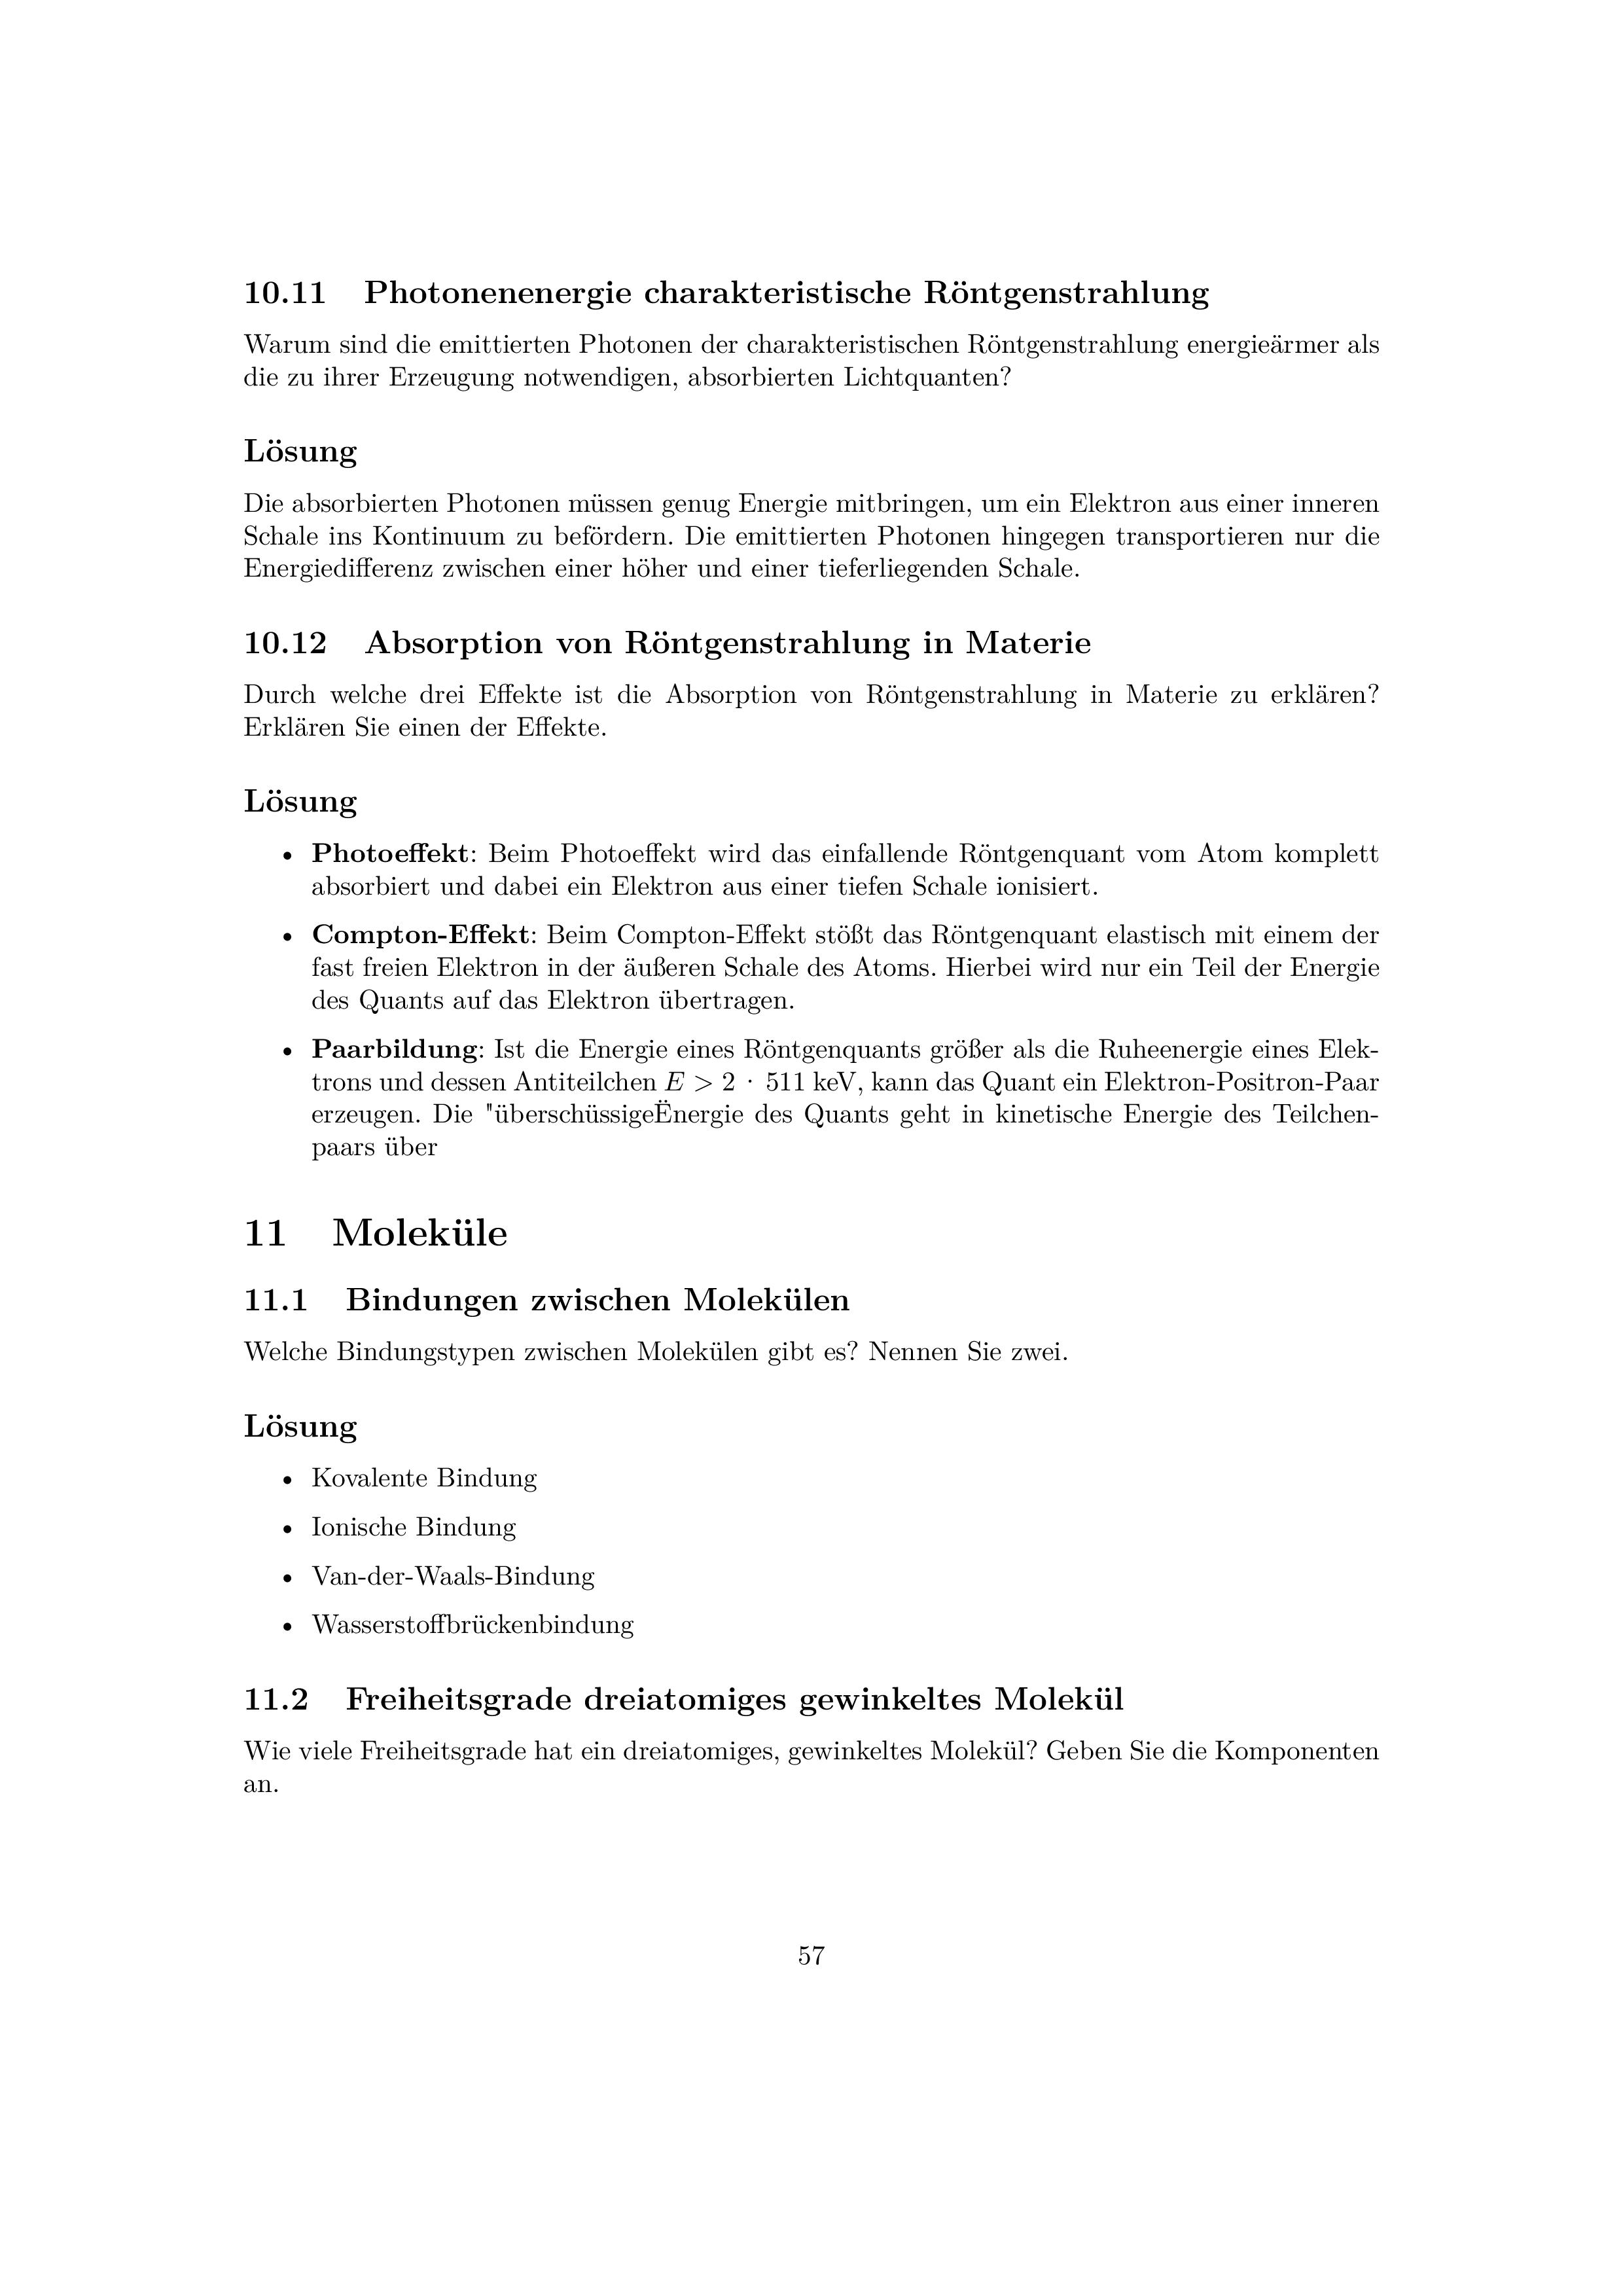 10.11 Photonenenergie charakteristische Röntgenstrahlung
Warum sind die emittierten Photonen der charakteristischen Röntgenstrahlung energieärmer als
die zu ihrer Erzeugung notwendigen, absorbierten Lichtquanten?
Lösung
Die absorbierten Photonen müssen genug Energie mitbringen, um ein Elektron aus einer inneren
Schale ins Kontinuum zu befördern. Die emittierten Photonen hingegen transportieren nur die
Energiedifferenz zwischen einer höher und einer tieferliegenden Schale.
10.12 Absorption von Röntgenstrahlung in Materie
Durch welche drei Effekte ist die Absorption von Röntgenstrahlung in Materie zu erklären?
Erklären Sie einen der Effekte.
Lösung
• Photoeffekt: Beim Photoeffekt wird das einfallende Röntgenquant vom Atom komplett
absorbiert und dabei ein Elektron aus einer tiefen Schale ionisiert.
• Compton-Effekt: Beim Compton-Effekt stößt das Röntgenquant elastisch mit einem der
fast freien Elektron in der äußeren Schale des Atoms. Hierbei wird nur ein Teil der Energie
des Quants auf das Elektron übertragen.
• Paarbildung: Ist die Energie eines Röntgenquants größer als die Ruheenergie eines Elek-
trons und dessen Antiteilchen E > 2 · 511 keV, kann das Quant ein Elektron-Positron-Paar
erzeugen. Die "überschüssigeËnergie des Quants geht in kinetische Energie des Teilchen-
paars über
11 Moleküle
11.1 Bindungen zwischen Molekülen
Welche Bindungstypen zwischen Molekülen gibt es? Nennen Sie zwei.
Lösung
• Kovalente Bindung
• Ionische Bindung
• Van-der-Waals-Bindung
• Wasserstoffbrückenbindung
11.2 Freiheitsgrade dreiatomiges gewinkeltes Molekül
Wie viele Freiheitsgrade hat ein dreiatomiges, gewinkeltes Molekül? Geben Sie die Komponenten
an.
57